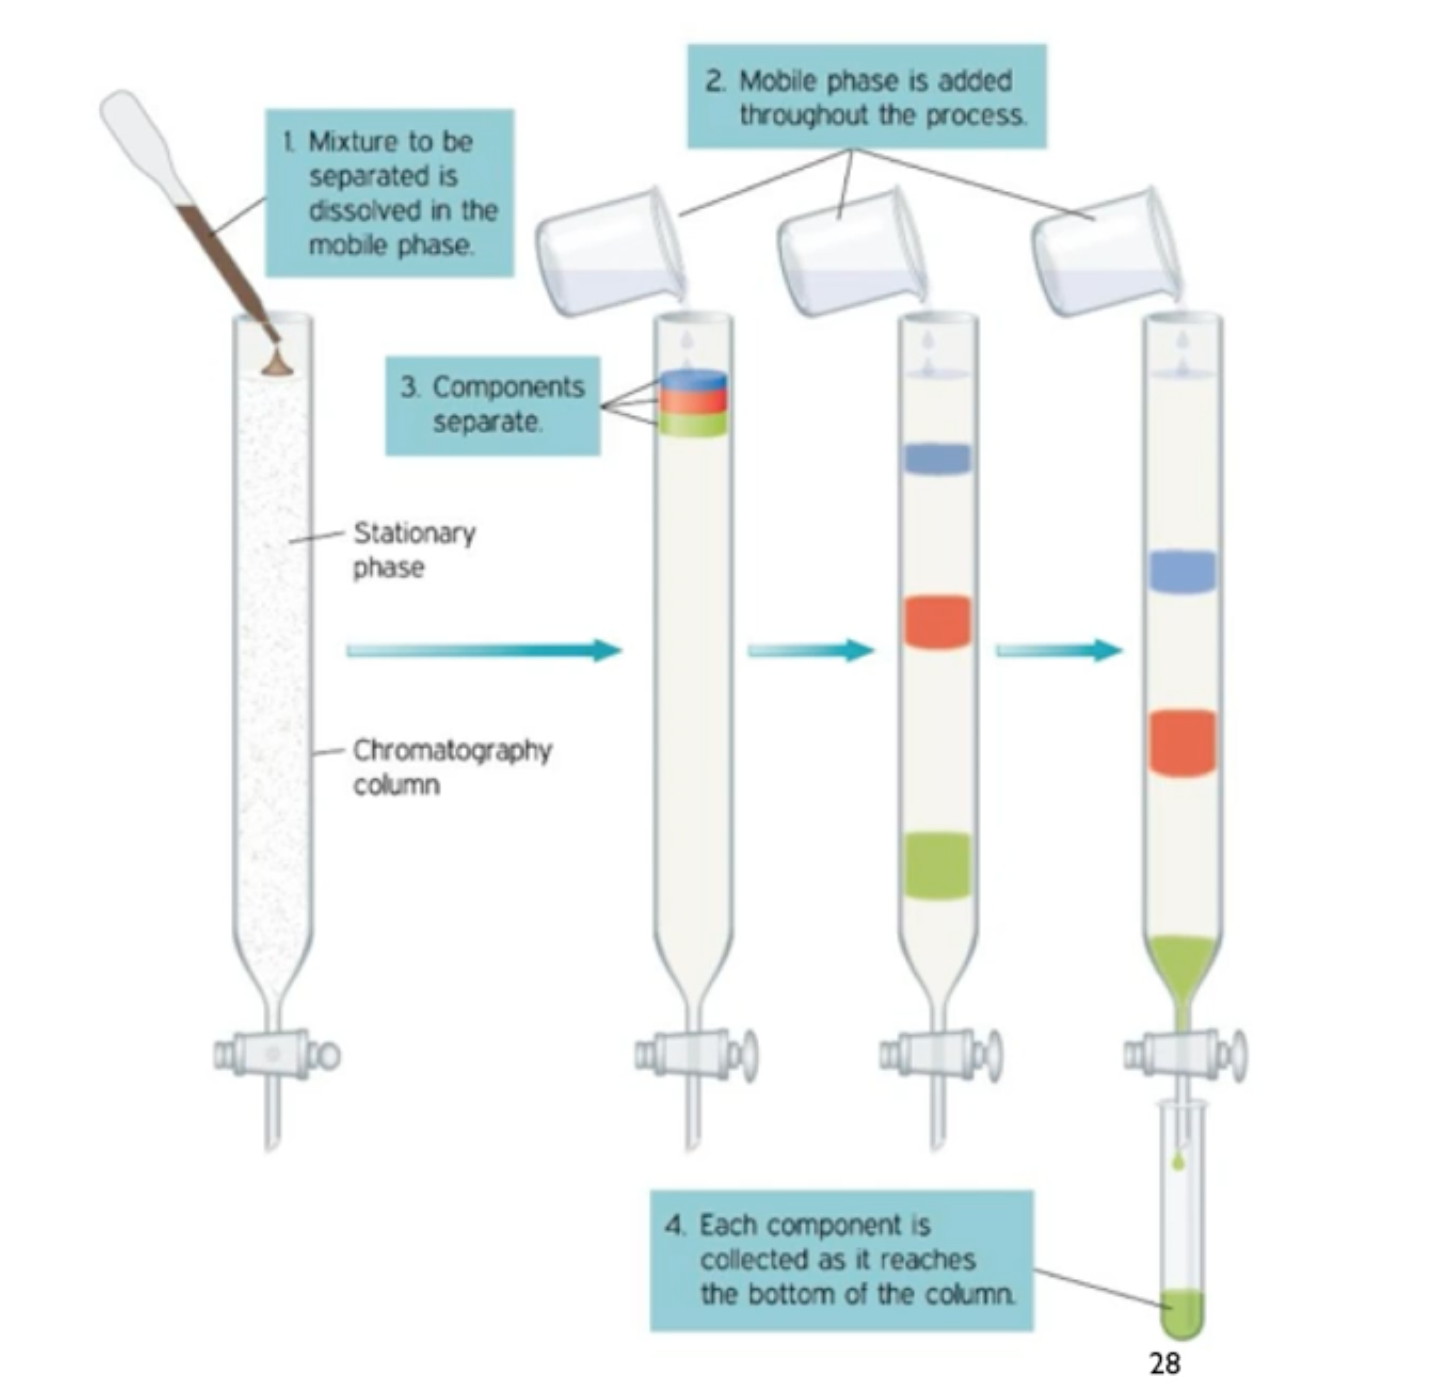 1. Mixture to be
separated is
dissolved in the
mobile phase.
2. Mobile phase is added
throughout the process.
3. Components
separate.
Stationary
phase
Chromatography
column
4. Each component is
collected as it reaches
the bottom of the column.
28